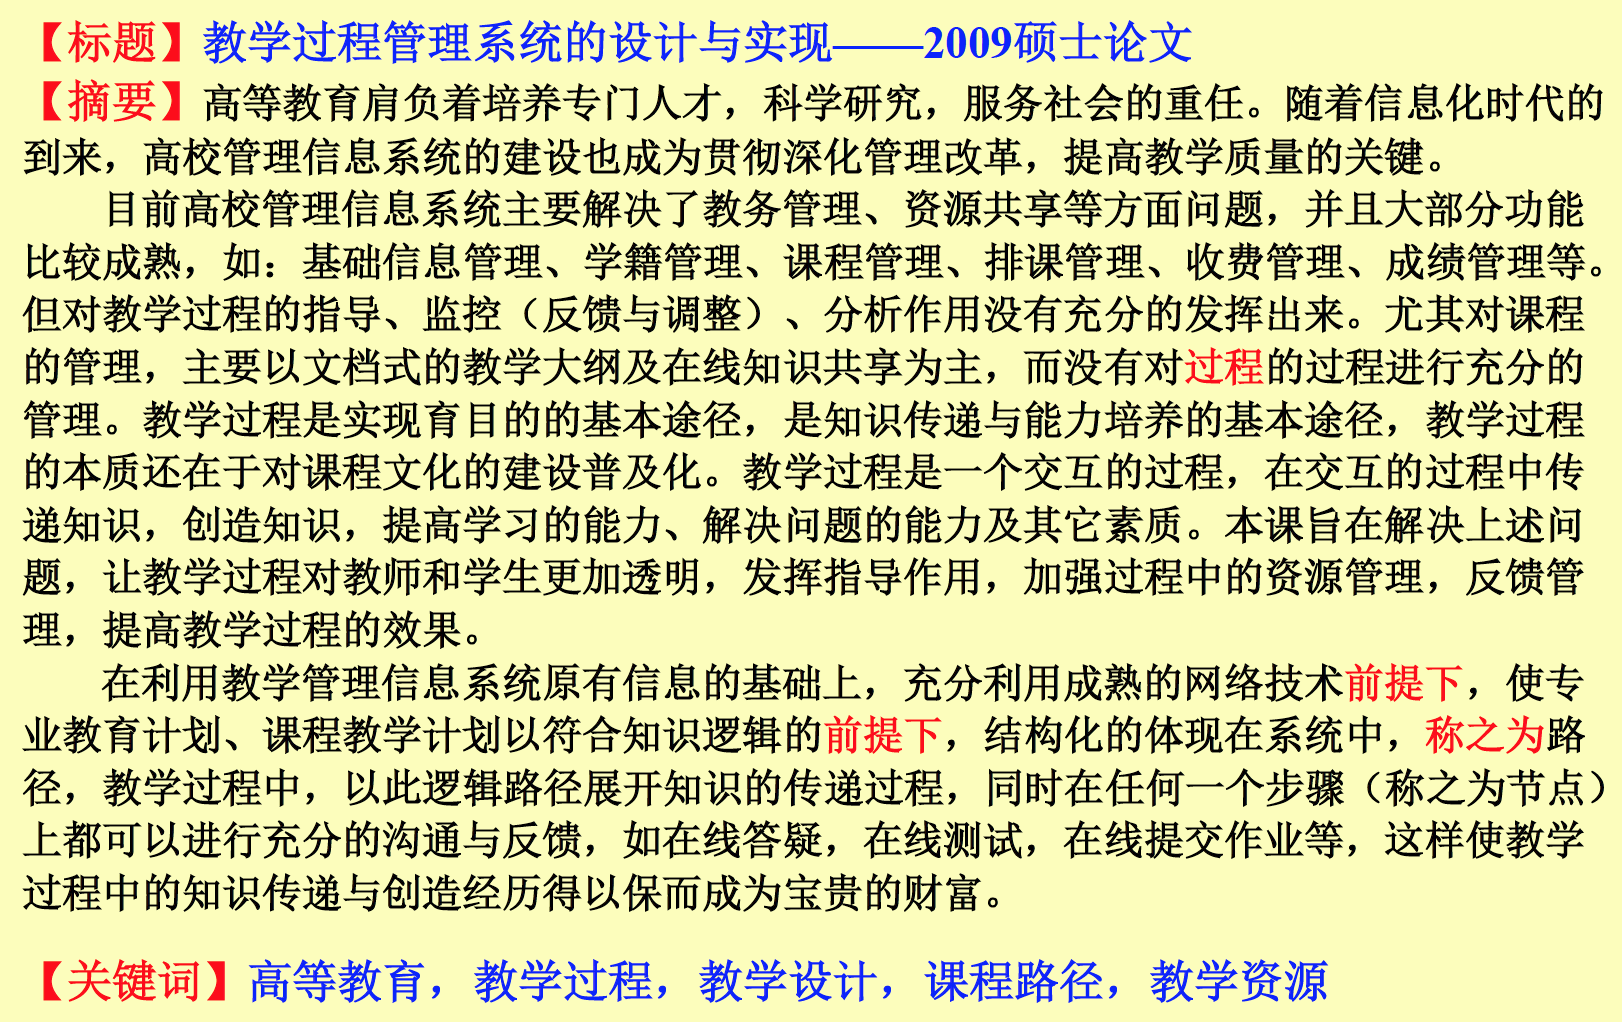 【标题】教学过程管理系统的设计与实现——2009硕士论文
【摘要】高等教育肩负着培养专门人才，科学研究，服务社会的重任。随着信息化时代的
到来，高校管理信息系统的建设也成为贯彻深化管理改革，提高教学质量的关键。
目前高校管理信息系统主要解决了教务管理、资源共享等方面问题，并且大部分功能
比较成熟，如：基础信息管理、学籍管理、课程管理、排课管理、收费管理、成绩管理等。
但对教学过程的指导、监控（反馈与调整）、分析作用没有充分的发挥出来。尤其对课程
的管理，主要以文档式的教学大纲及在线知识共享为主，而没有对过程的过程进行充分的
管理。教学过程是实现育目的的基本途径，是知识传递与能力培养的基本途径，教学过程
的本质还在于对课程文化的建设普及化。教学过程是一个交互的过程，在交互的过程中传
递知识，创造知识，提高学习的能力、解决问题的能力及其它素质。本课旨在解决上述问
题，让教学过程对教师和学生更加透明，发挥指导作用，加强过程中的资源管理，反馈管
理，提高教学过程的效果。
在利用教学管理信息系统原有信息的基础上，充分利用成熟的网络技术前提下，使专
业教育计划、课程教学计划以符合知识逻辑的前提下，结构化的体现在系统中，称之为路
径，教学过程中，以此逻辑路径展开知识的传递过程，同时在任何一个步骤（称之为节点）
上都可以进行充分的沟通与反馈，如在线答疑，在线测试，在线提交作业等，这样使教学
过程中的知识传递与创造经历得以保而成为宝贵的财富。
【关键词】高等教育，教学过程，教学设计，课程路径，教学资源